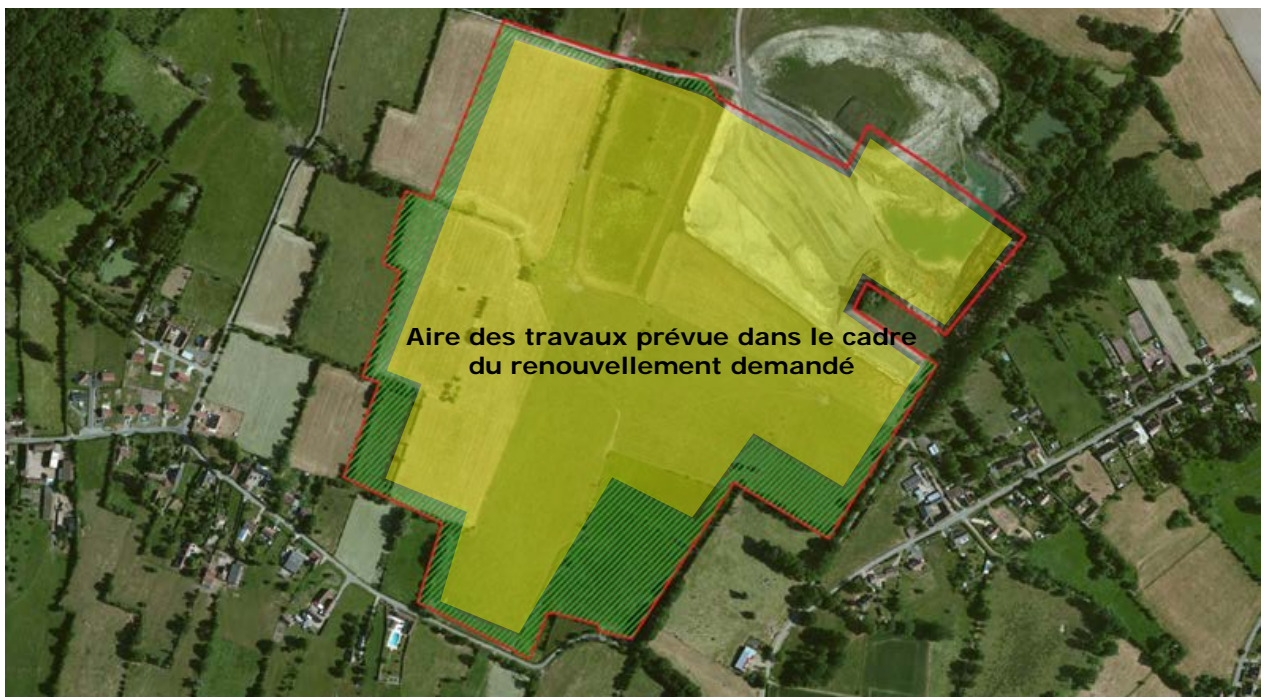 Aire des travaux prévue dans le cadre
du renouvellement demandé